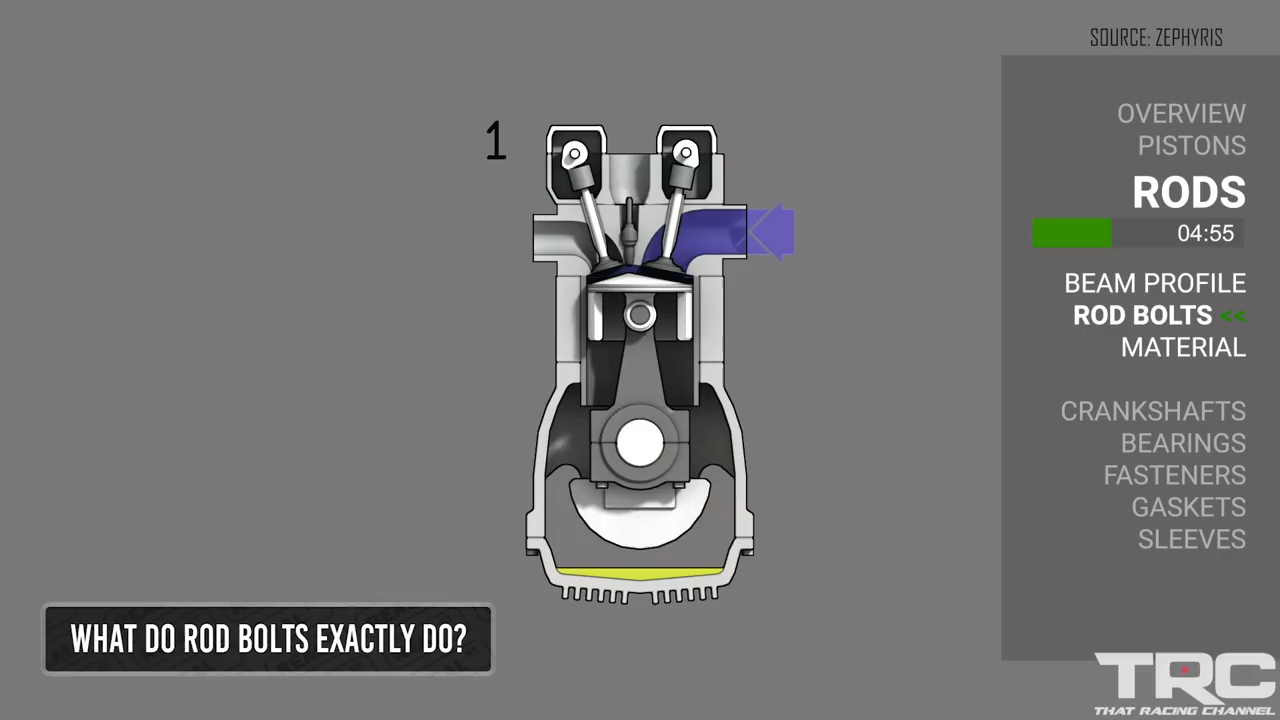 SOURCE: ZEPHYRIS
1
OVERVIEW
PISTONS
RODS
04:55
BEAM PROFILE
ROD BOLTS <<
MATERIAL
CRANKSHAFTS
BEARINGS
FASTENERS
GASKETS
SLEEVES
WHAT DO ROD BOLTS EXACTLY DO?
TRC
THAT RACING CHANNEL